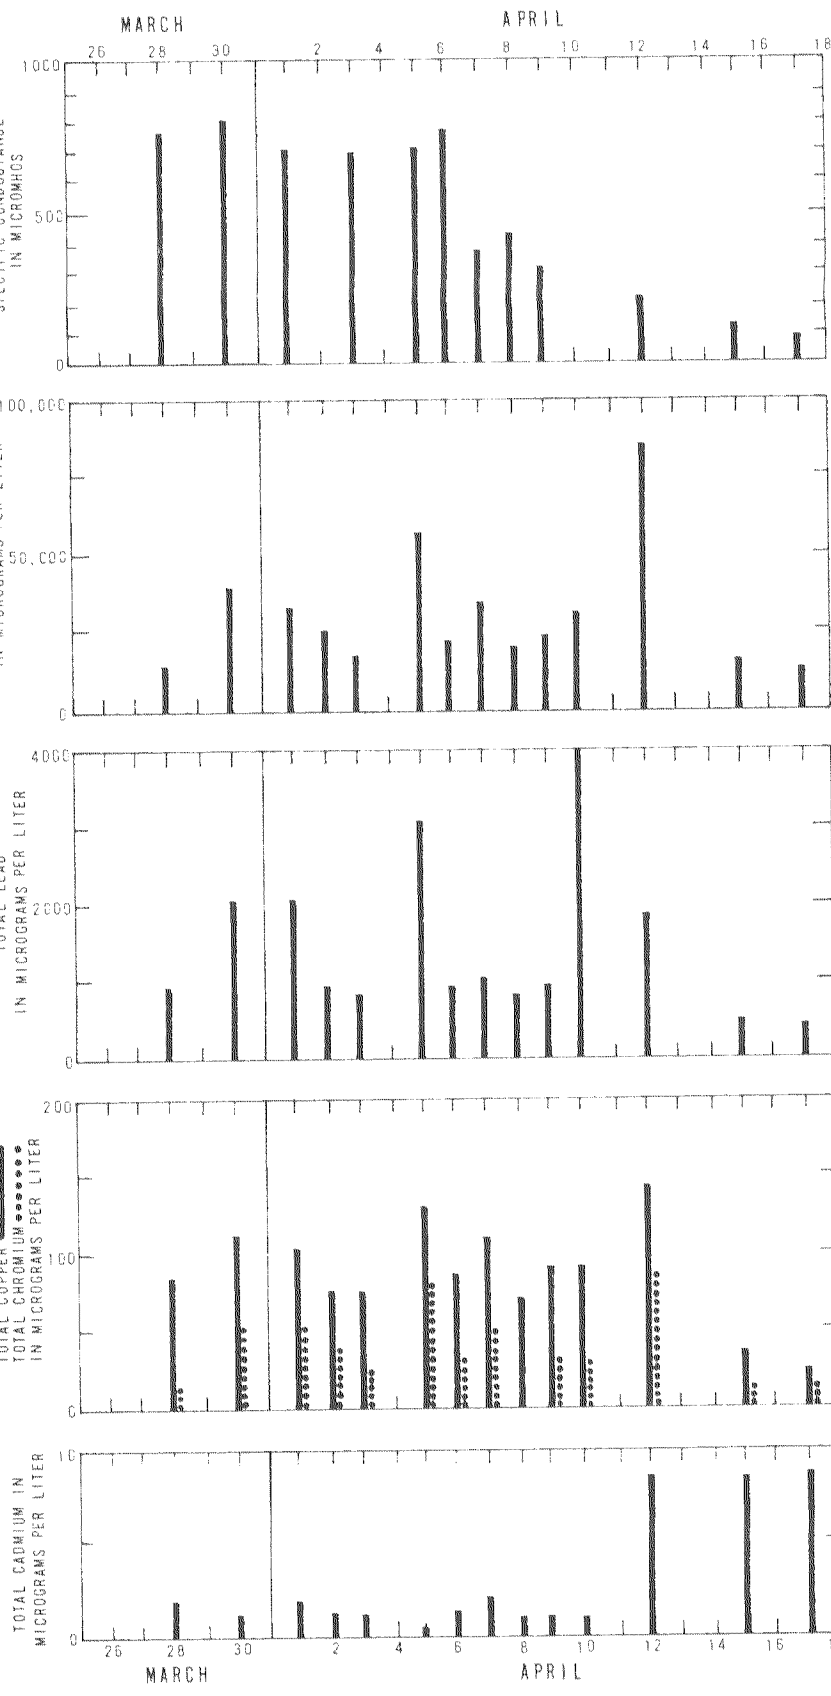 MARCH APRIL
26 28 30 2 4 6 8 10 12 14 16 18
1000
500
0
IN MICROMHOS
100,000
50,000
0
4000
2000
0
IN MICROGRAMS PER LITER
200
100
0
TOTAL COPPER
TOTAL CHROMIUM
IN MICROGRAMS PER LITER
10
0
TOTAL CADMIUM IN
MICROGRAMS PER LITER
26 28 30 2 4 6 8 10 12 14 16
MARCH APRIL